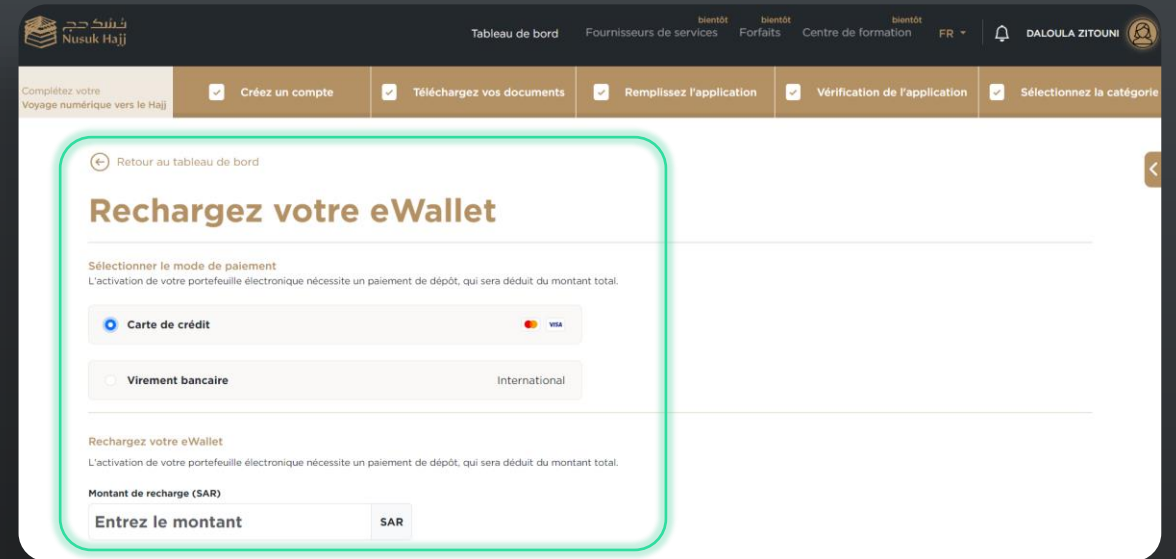 نسك حج
Nusuk Hajj
Tableau de bord
bientôt
Fournisseurs de services
bientôt
Forfaits
bientôt
Centre de formation
FR
DALOULA ZITOUNI
Complétez votre
Voyage numérique vers le Hajj
Créez un compte
Téléchargez vos documents
Remplissez l'application
Vérification de l'application
Sélectionnez la catégorie
Retour au tableau de bord
Rechargez votre eWallet
Sélectionner le mode de paiement
L'activation de votre portefeuille électronique nécessite un paiement de dépôt, qui sera déduit du montant total.
Carte de crédit
VISA
Virement bancaire
International
Rechargez votre eWallet
L'activation de votre portefeuille électronique nécessite un paiement de dépôt, qui sera déduit du montant total.
Montant de recharge (SAR)
Entrez le montant
SAR